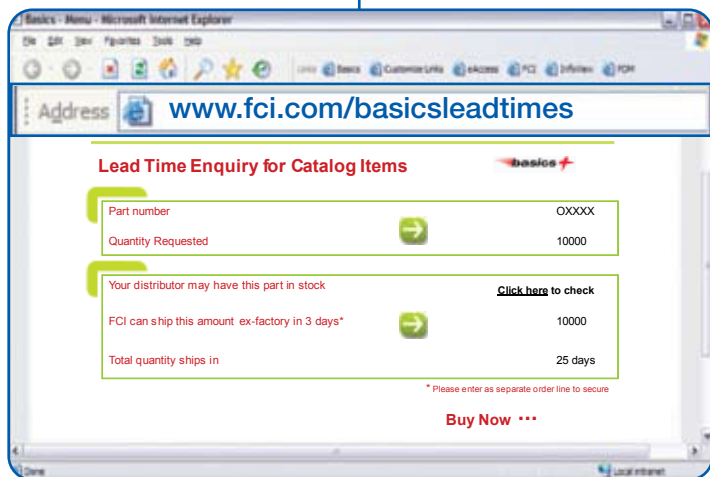 Basics - Menu - Microsoft Internet Explorer
File Edit View Favorites Tools Help
Links Basics Customize Links eAccess FCI Infoview PDM
Address www.fci.com/basicsleadtimes
Lead Time Enquiry for Catalog Items basics+
Part number OXXXX
Quantity Requested 10000
Your distributor may have this part in stock Click here to check
FCI can ship this amount ex-factory in 3 days* 10000
Total quantity ships in 25 days
* Please enter as separate order line to secure
Buy Now ...
Done Local intranet